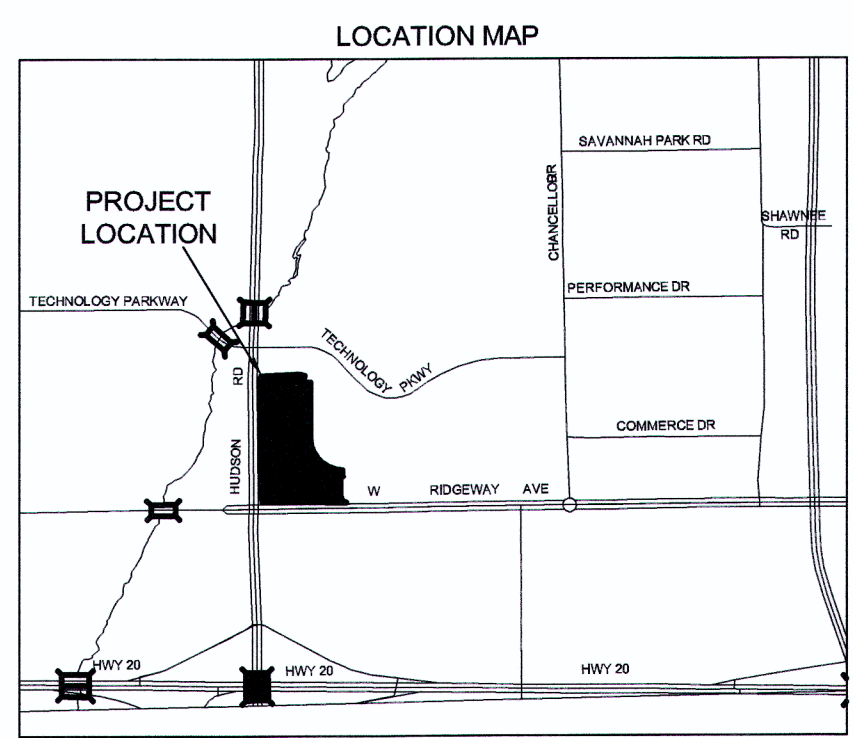 LOCATION MAP
SAVANNAH PARK RD
CHANCELLOR
PROJECT
LOCATION
SHAWNEE
RD
PERFORMANCE DR
TECHNOLOGY PARKWAY
TECHNOLOGY PKWY
HUDSON RD
COMMERCE DR
W RIDGEWAY AVE
HWY 20
HWY 20
HWY 20